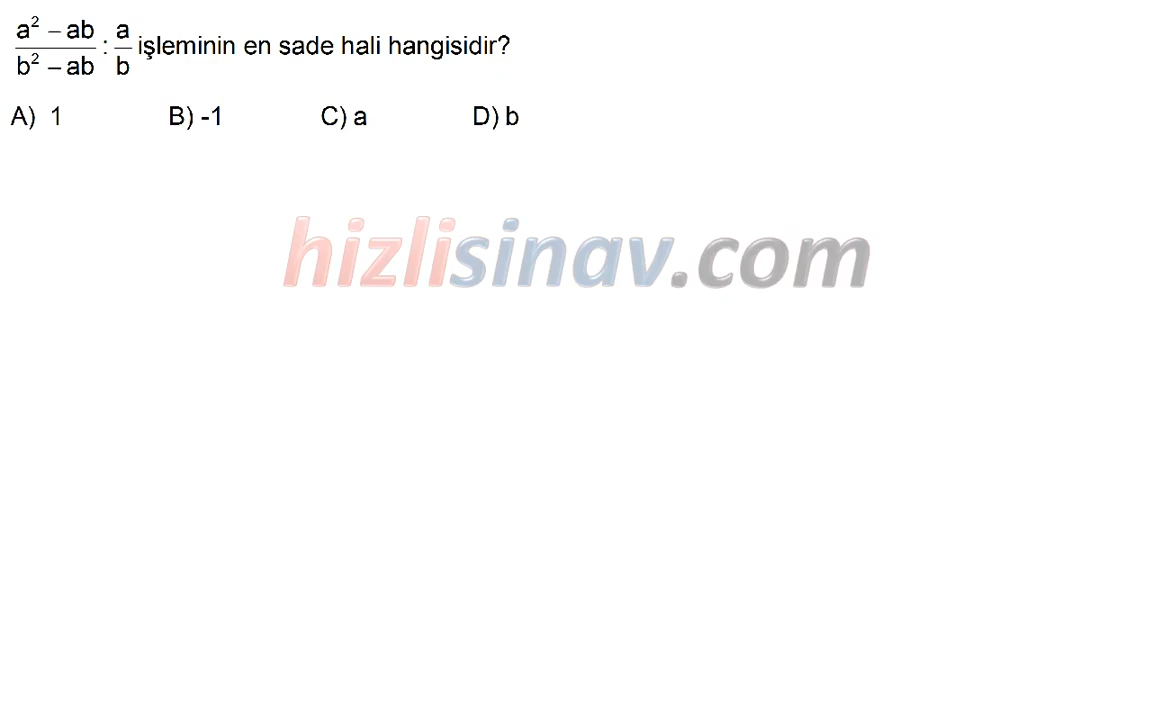 a² – ab / b² – ab : a / b işleminin en sade hali hangisidir?
A) 1 B) -1 C) a D) b
hizlisinav.com